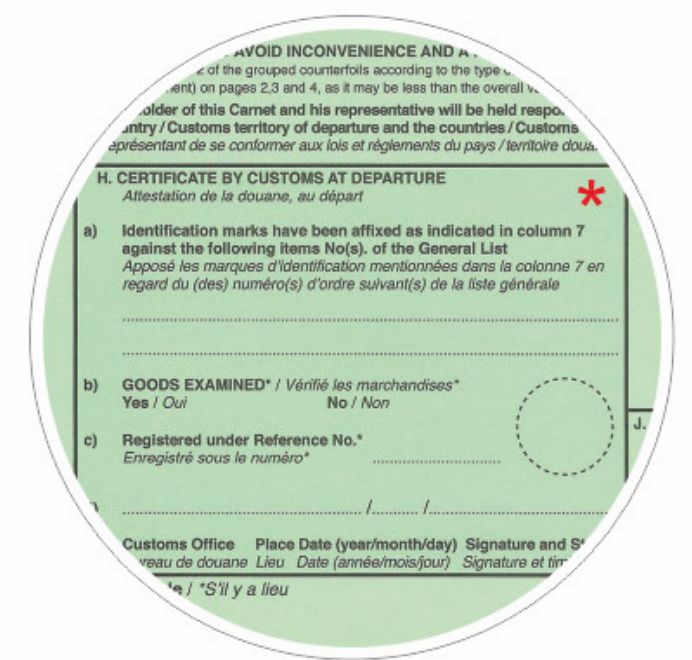 AVOID INCONVENIENCE AND A
2 of the grouped counterfoils according to the type
ment) on pages 2,3 and 4, as it may be less than the overall
older of this Carnet and his representative will be held respon
untry / Customs territory of departure and the countries / Customs
eprésentant de se conformer aux lois et règlements du pays / territoire doua
H. CERTIFICATE BY CUSTOMS AT DEPARTURE
Attestation de la douane, au départ
*
a) Identification marks have been affixed as indicated in column 7
against the following items No(s). of the General List
Apposé les marques d'identification mentionnées dans la colonne 7 en
regard du (des) numéro(s) d'ordre suivant(s) de la liste générale
b) GOODS EXAMINED* / Vérifié les marchandises*
Yes / Oui No / Non
c) Registered under Reference No.*
Enregistré sous le numéro*
J.
/ /
Customs Office Place Date (year/month/day) Signature and St
ureau de douane Lieu Date (année/mois/jour) Signature et tim
le / *S'il y a lieu